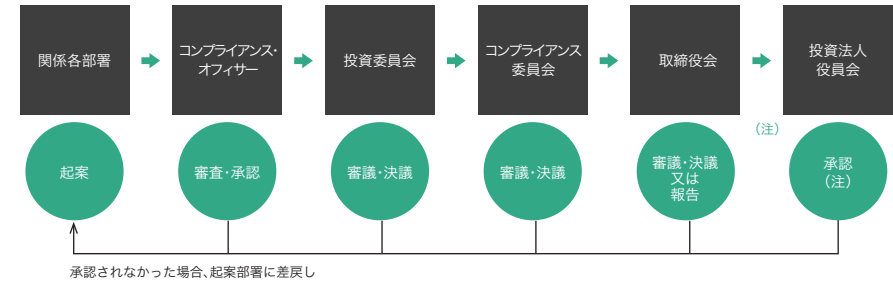 関係各部署
コンプライアンス・
オフィサー
投資委員会
コンプライアンス
委員会
取締役会
投資法人
役員会
（注）
起案
審査・承認
審議・決議
審議・決議
審議・決議
又は
報告
承認
（注）
承認されなかった場合、起案部署に差戻し